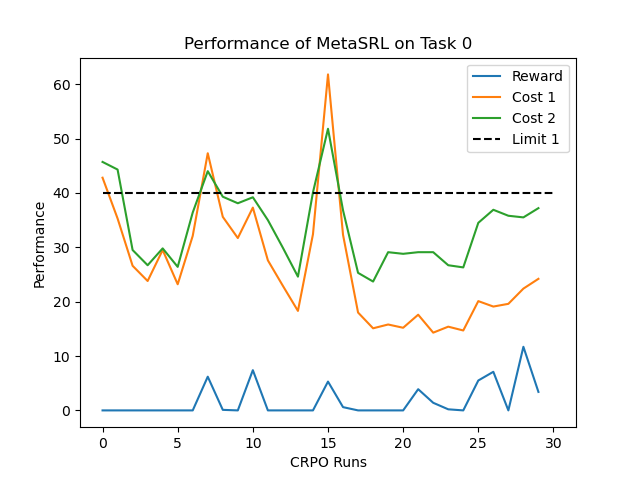 Performance of MetaSRL on Task 0
Reward
Cost 1
Cost 2
Limit 1
60
50
40
30
20
10
0
Performance
0 5 10 15 20 25 30
CRPO Runs